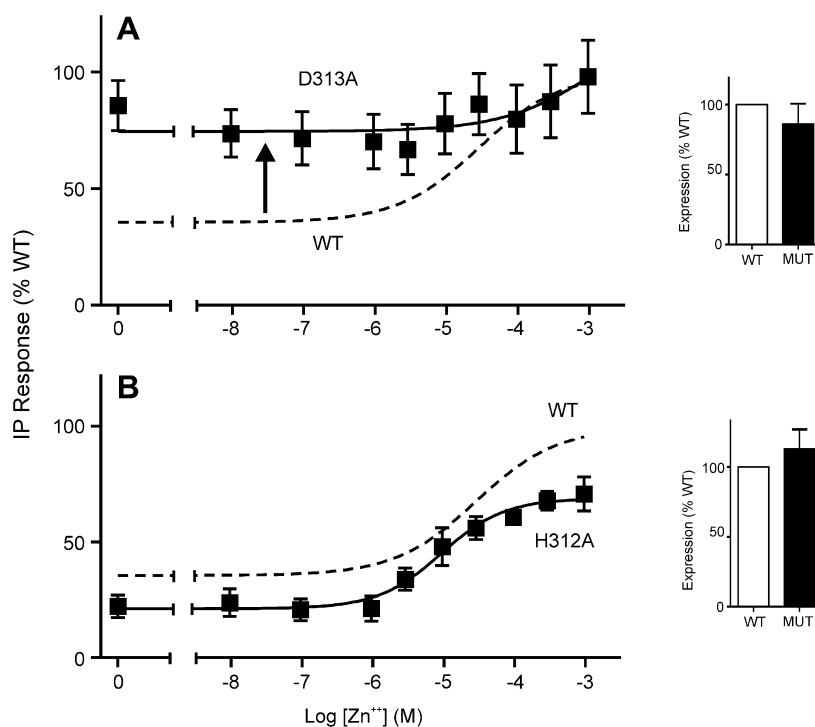 A
D313A
WT
100
50
0
0 -8 -7 -6 -5 -4 -3
Expression (% WT)
100
50
0
WT MUT
IP Response (% WT)
B
WT
H312A
100
50
0
0 -8 -7 -6 -5 -4 -3
Log [Zn++] (M)
Expression (% WT)
100
50
0
WT MUT